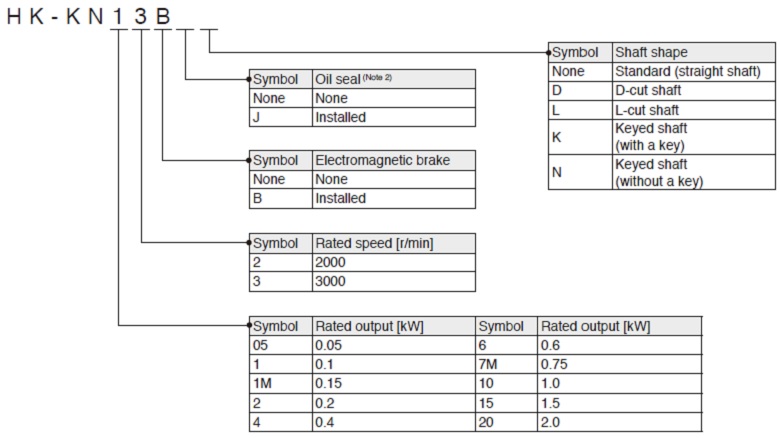 HK-KN13B
Symbol Shaft shape
None Standard (straight shaft)
D D-cut shaft
L L-cut shaft
K Keyed shaft
(with a key)
N Keyed shaft
(without a key)
Symbol Oil seal (Note 2)
None None
J Installed
Symbol Electromagnetic brake
None None
B Installed
Symbol Rated speed [r/min]
2 2000
3 3000
Symbol Rated output [kW] Symbol Rated output [kW]
05 0.05 6 0.6
1 0.1 7M 0.75
1M 0.15 10 1.0
2 0.2 15 1.5
4 0.4 20 2.0